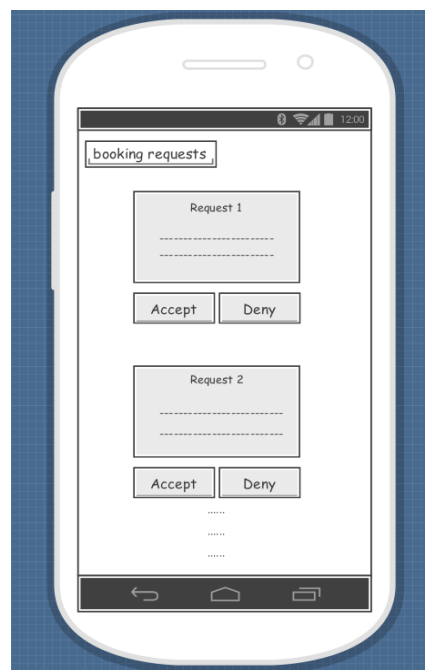 12:00
booking requests
Request 1
------------------------
------------------------
Accept Deny
Request 2
--------------------------
--------------------------
Accept Deny
......
......
......